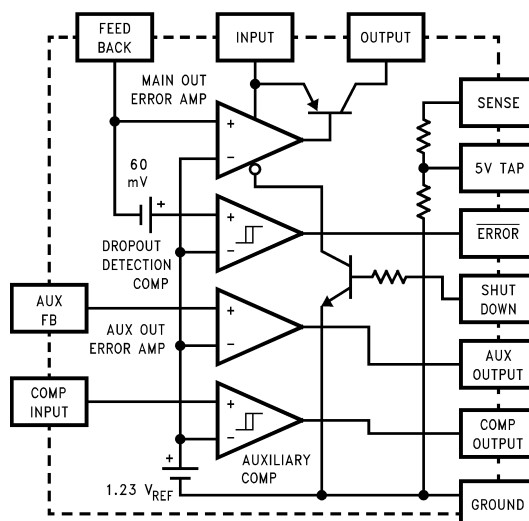 FEED
BACK
INPUT
OUTPUT
MAIN OUT
ERROR AMP
SENSE
+
−
60
mV
5V TAP
+
+
−
ERROR
DROPOUT
DETECTION
COMP
SHUT
DOWN
AUX
FB
+
−
AUX OUT
ERROR AMP
AUX
OUTPUT
COMP
INPUT
+
−
COMP
OUTPUT
+
AUXILIARY
COMP
1.23 VREF
GROUND